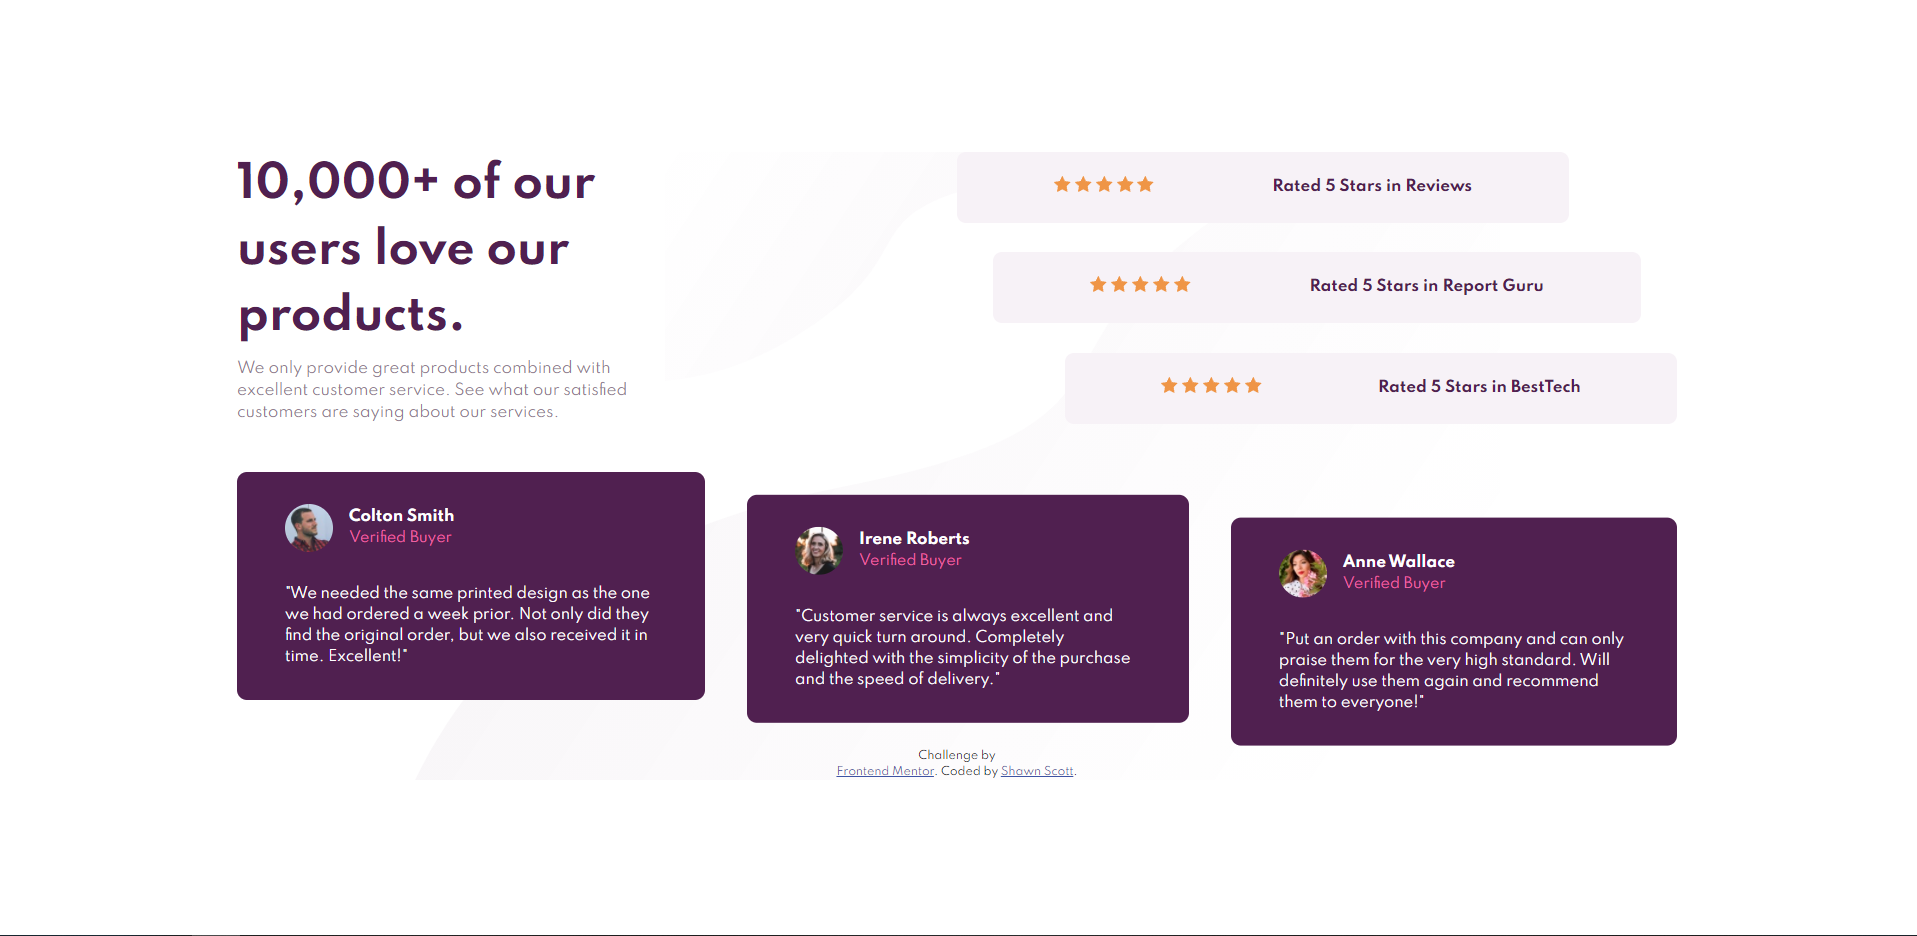 10,000+ of our
users love our
products.
We only provide great products combined with
excellent customer service. See what our satisfied
customers are saying about our services.
Rated 5 Stars in Reviews
Rated 5 Stars in Report Guru
Rated 5 Stars in BestTech
Colton Smith
Verified Buyer
"We needed the same printed design as the one
we had ordered a week prior. Not only did they
find the original order, but we also received it in
time. Excellent!"
Irene Roberts
Verified Buyer
"Customer service is always excellent and
very quick turn around. Completely
delighted with the simplicity of the purchase
and the speed of delivery."
Anne Wallace
Verified Buyer
"Put an order with this company and can only
praise them for the very high standard. Will
definitely use them again and recommend
them to everyone!"
Challenge by
Frontend Mentor. Coded by Shawn Scott.